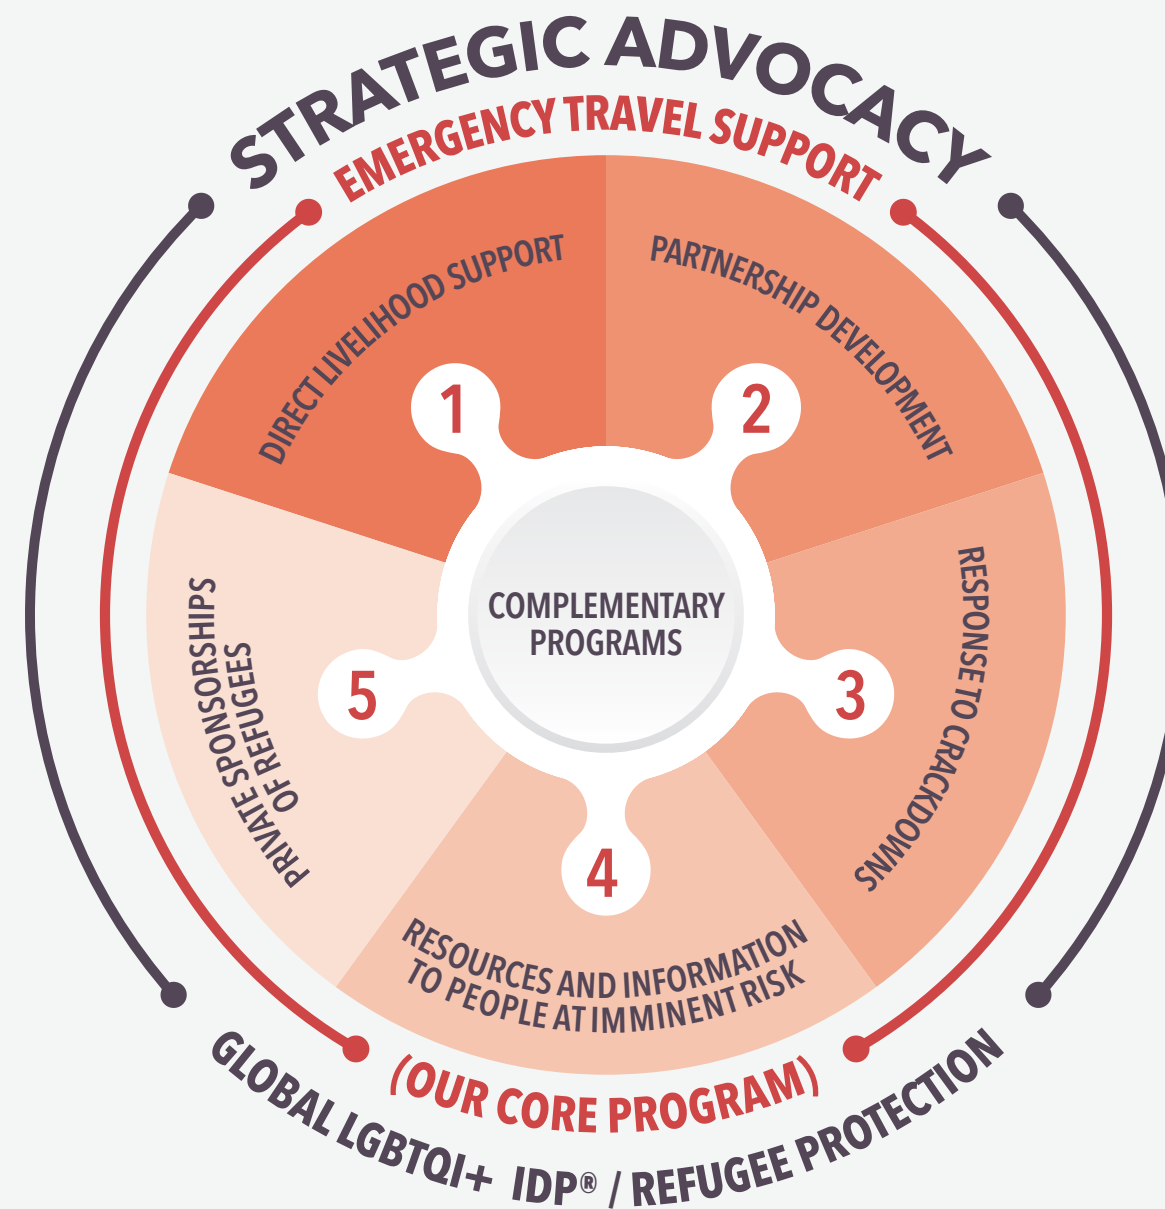 STRATEGIC ADVOCACY
EMERGENCY TRAVEL SUPPORT
DIRECT LIVELIHOOD SUPPORT
1
PARTNERSHIP DEVELOPMENT
2
RESPONSE TO CRACKDOWNS
3
RESOURCES AND INFORMATION
TO PEOPLE AT IMMINENT RISK
4
PRIVATE SPONSORSHIPS
OF REFUGEES
5
COMPLEMENTARY
PROGRAMS
(OUR CORE PROGRAM)
GLOBAL LGBTQI+ IDP® / REFUGEE PROTECTION